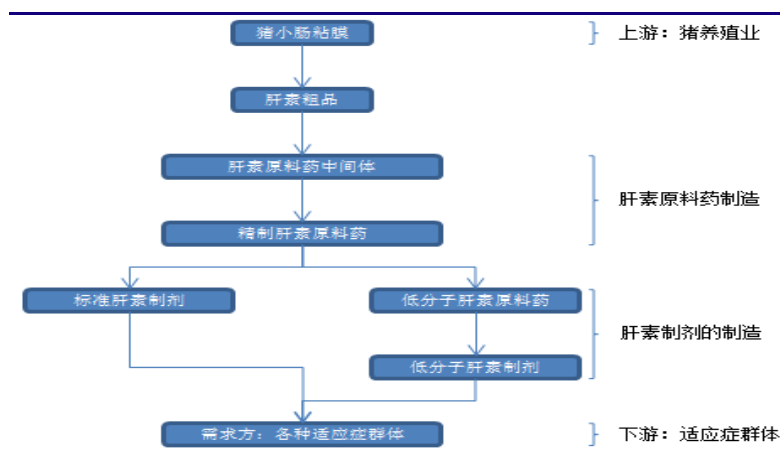 猪小肠粘膜
上游：猪养殖业
肝素粗品
肝素原料药中间体
肝素原料药制造
精制肝素原料药
标准肝素制剂
低分子肝素原料药
肝素制剂的制造
低分子肝素制剂
需求方：各种适应症群体
下游：适应症群体